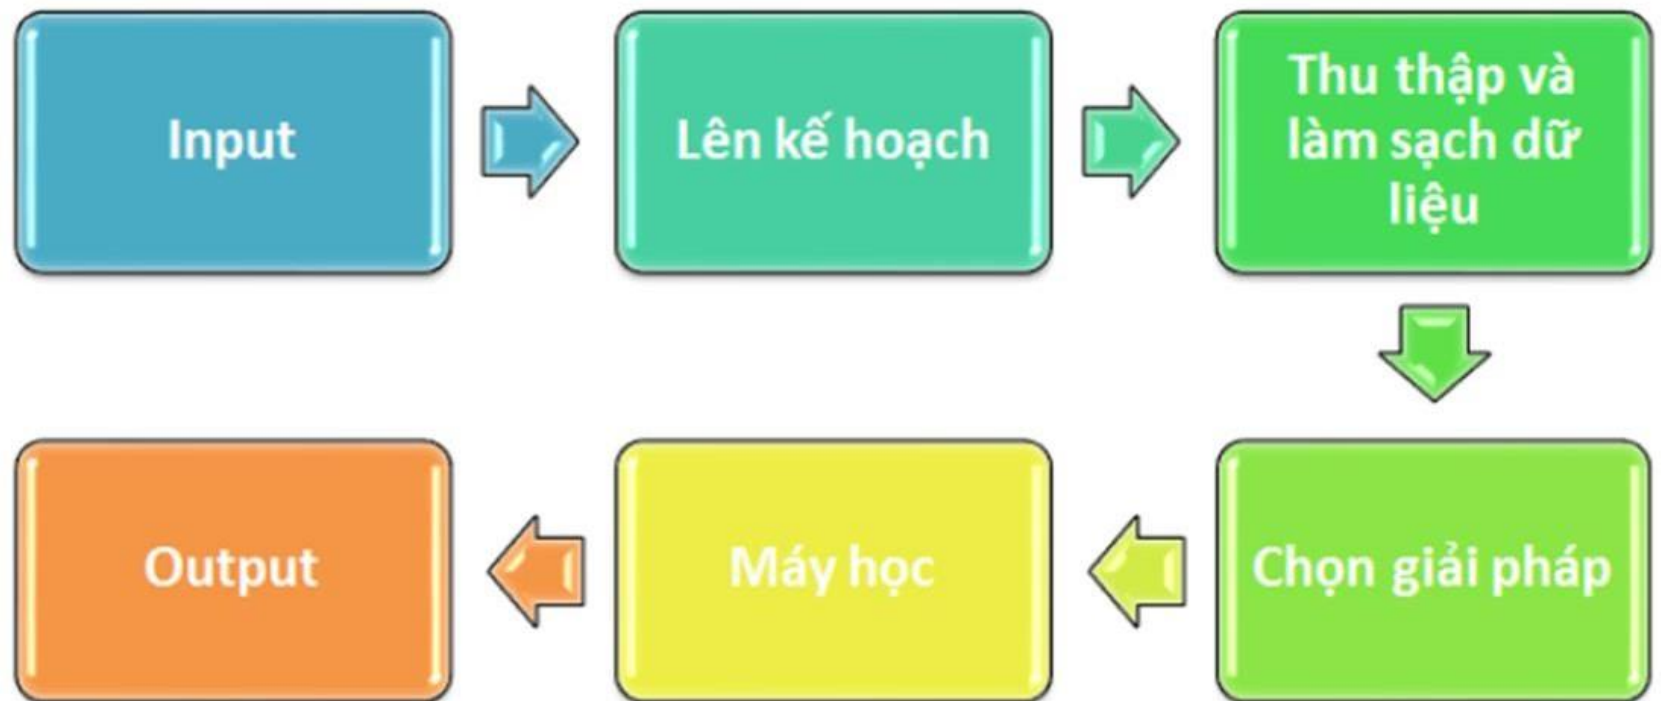 Input
Lên kế hoạch
Thu thập và
làm sạch dữ
liệu
Output
Máy học
Chọn giải pháp